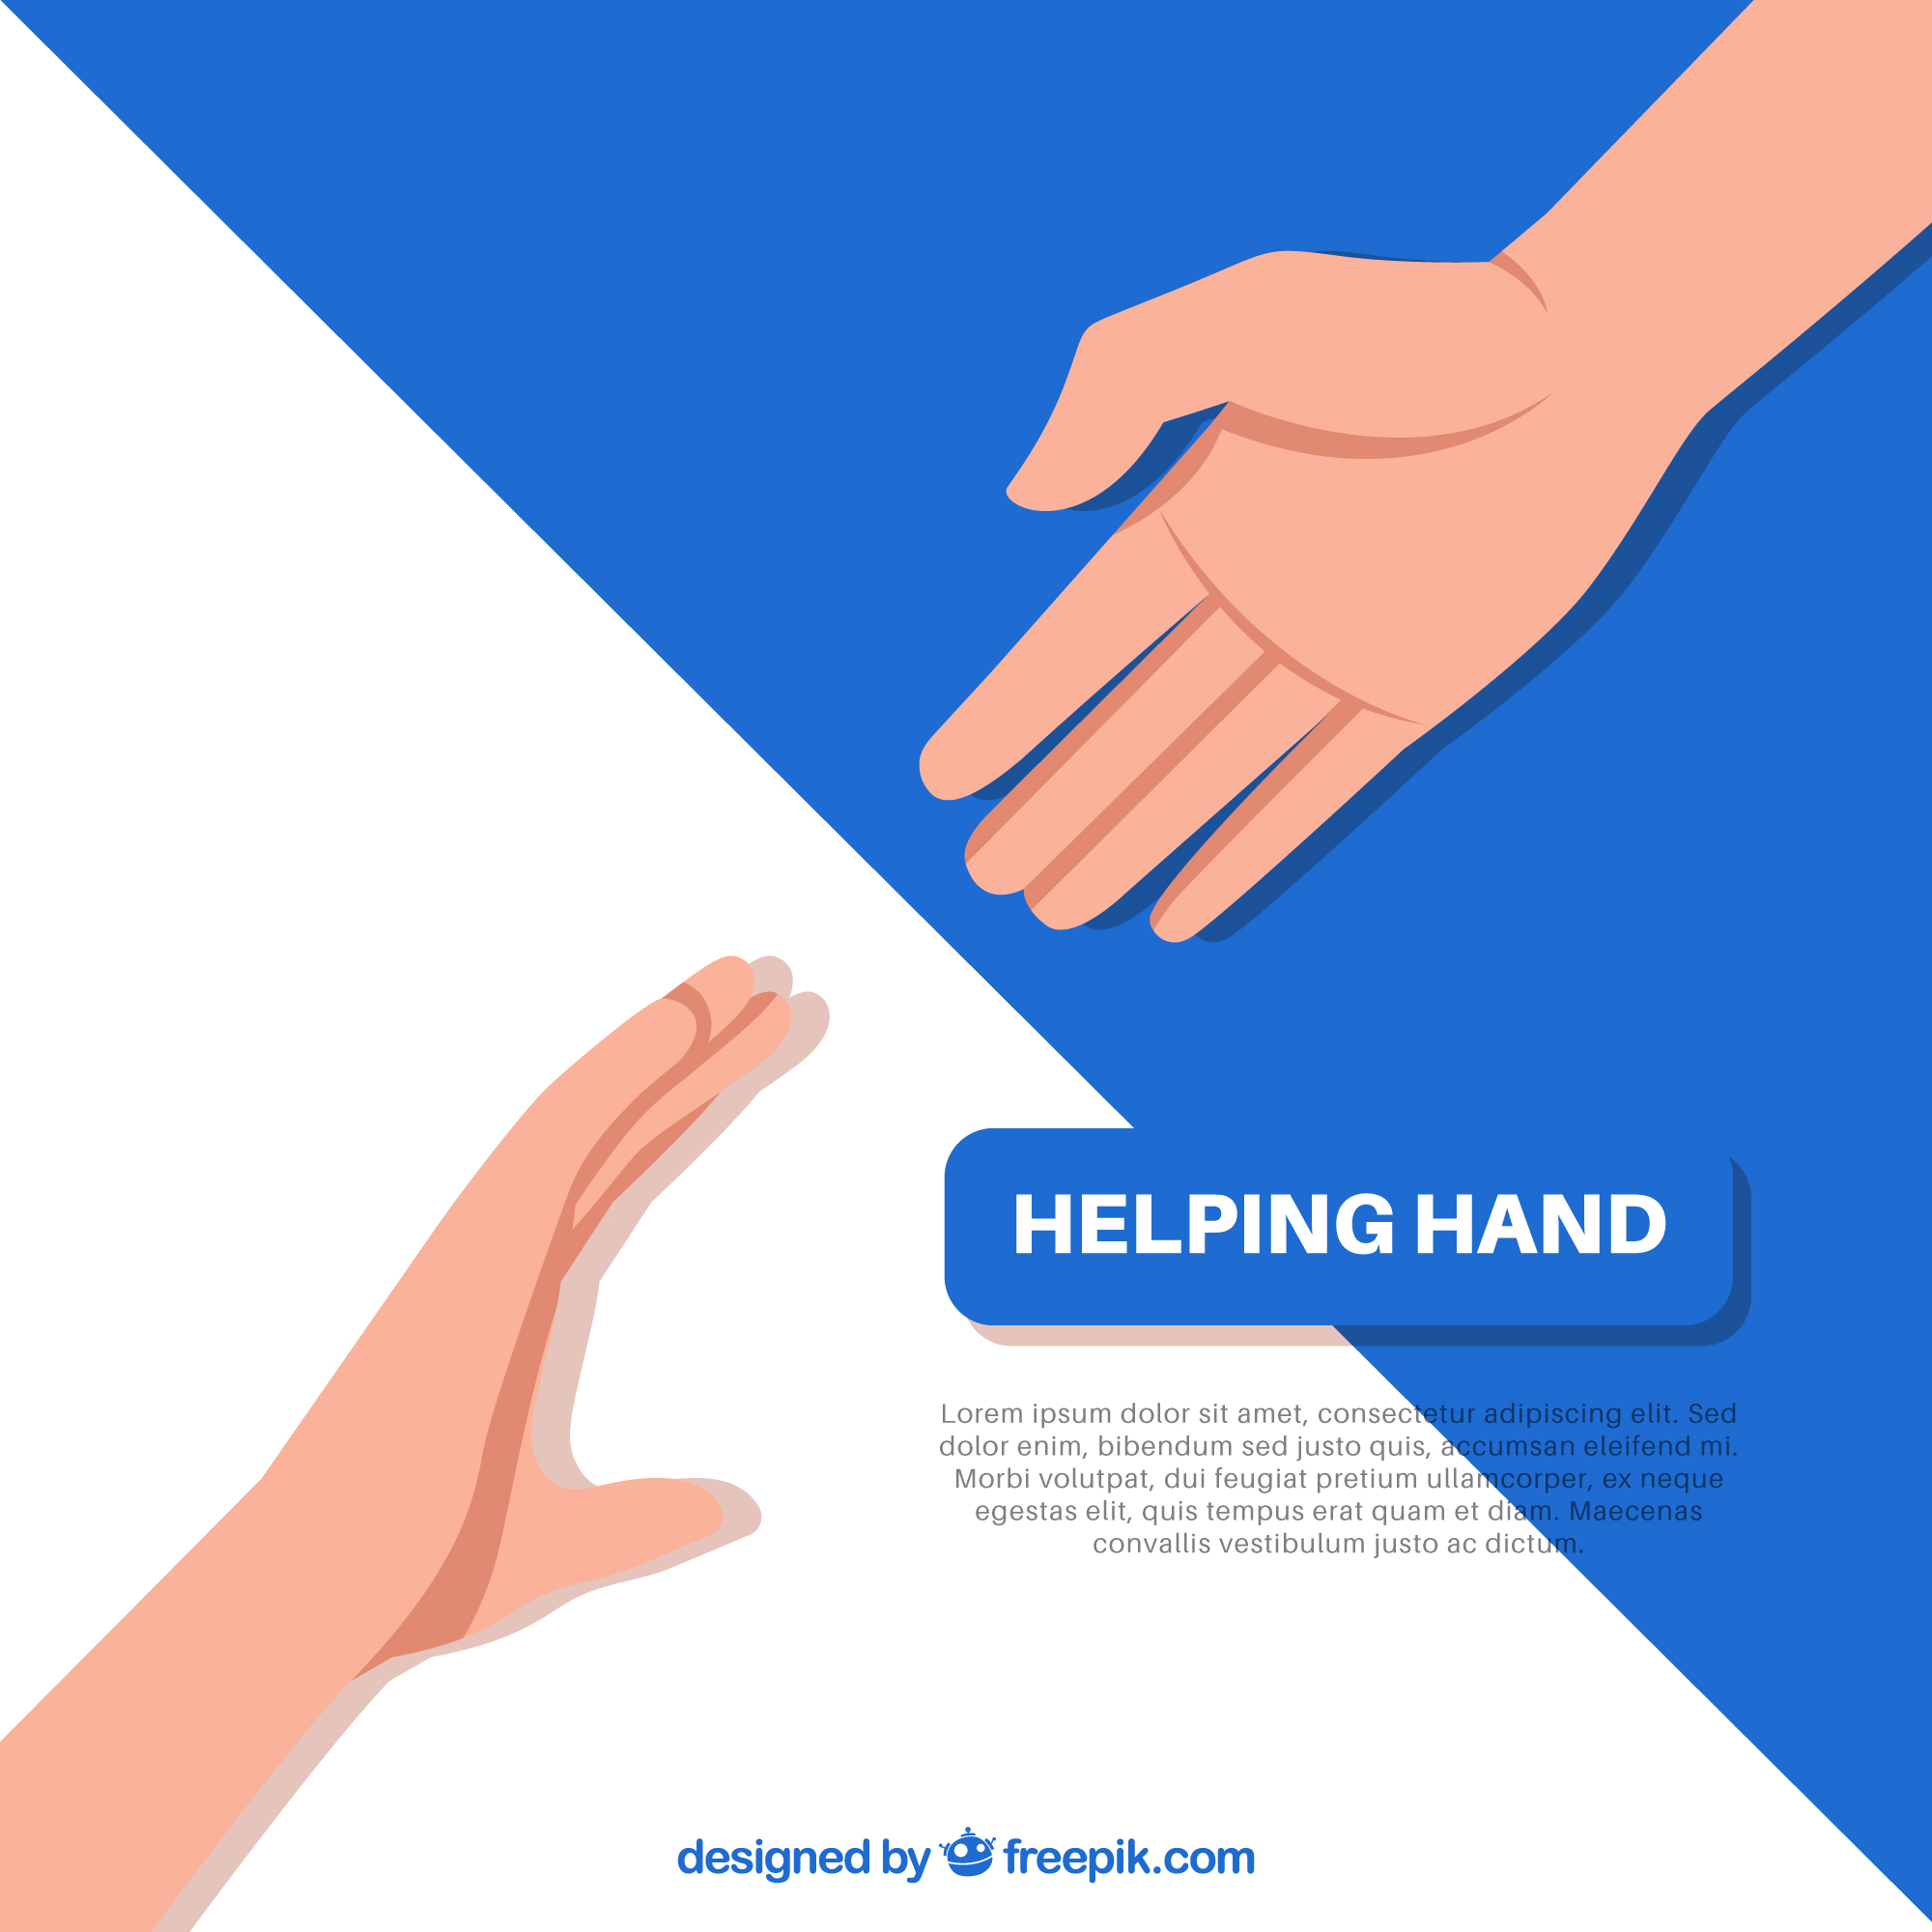 HELPING HAND
Lorem ipsum dolor sit amet, consectetur adipiscing elit. Sed
dolor enim, bibendum sed justo quis, accumsan eleifend mi.
Morbi volutpat, dui feugiat pretium ullamcorper, ex neque
egestas elit, quis tempus erat quam et diam. Maecenas
convallis vestibulum justo ac dictum.
designed by freepik.com